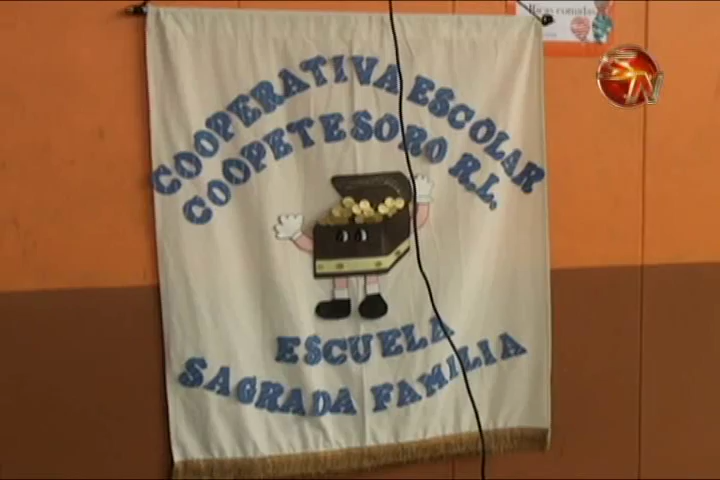 COOPERATIVA ESCOLAR
COOPETESORO R.L.
ESCUELA
SAGRADA FAMILIA